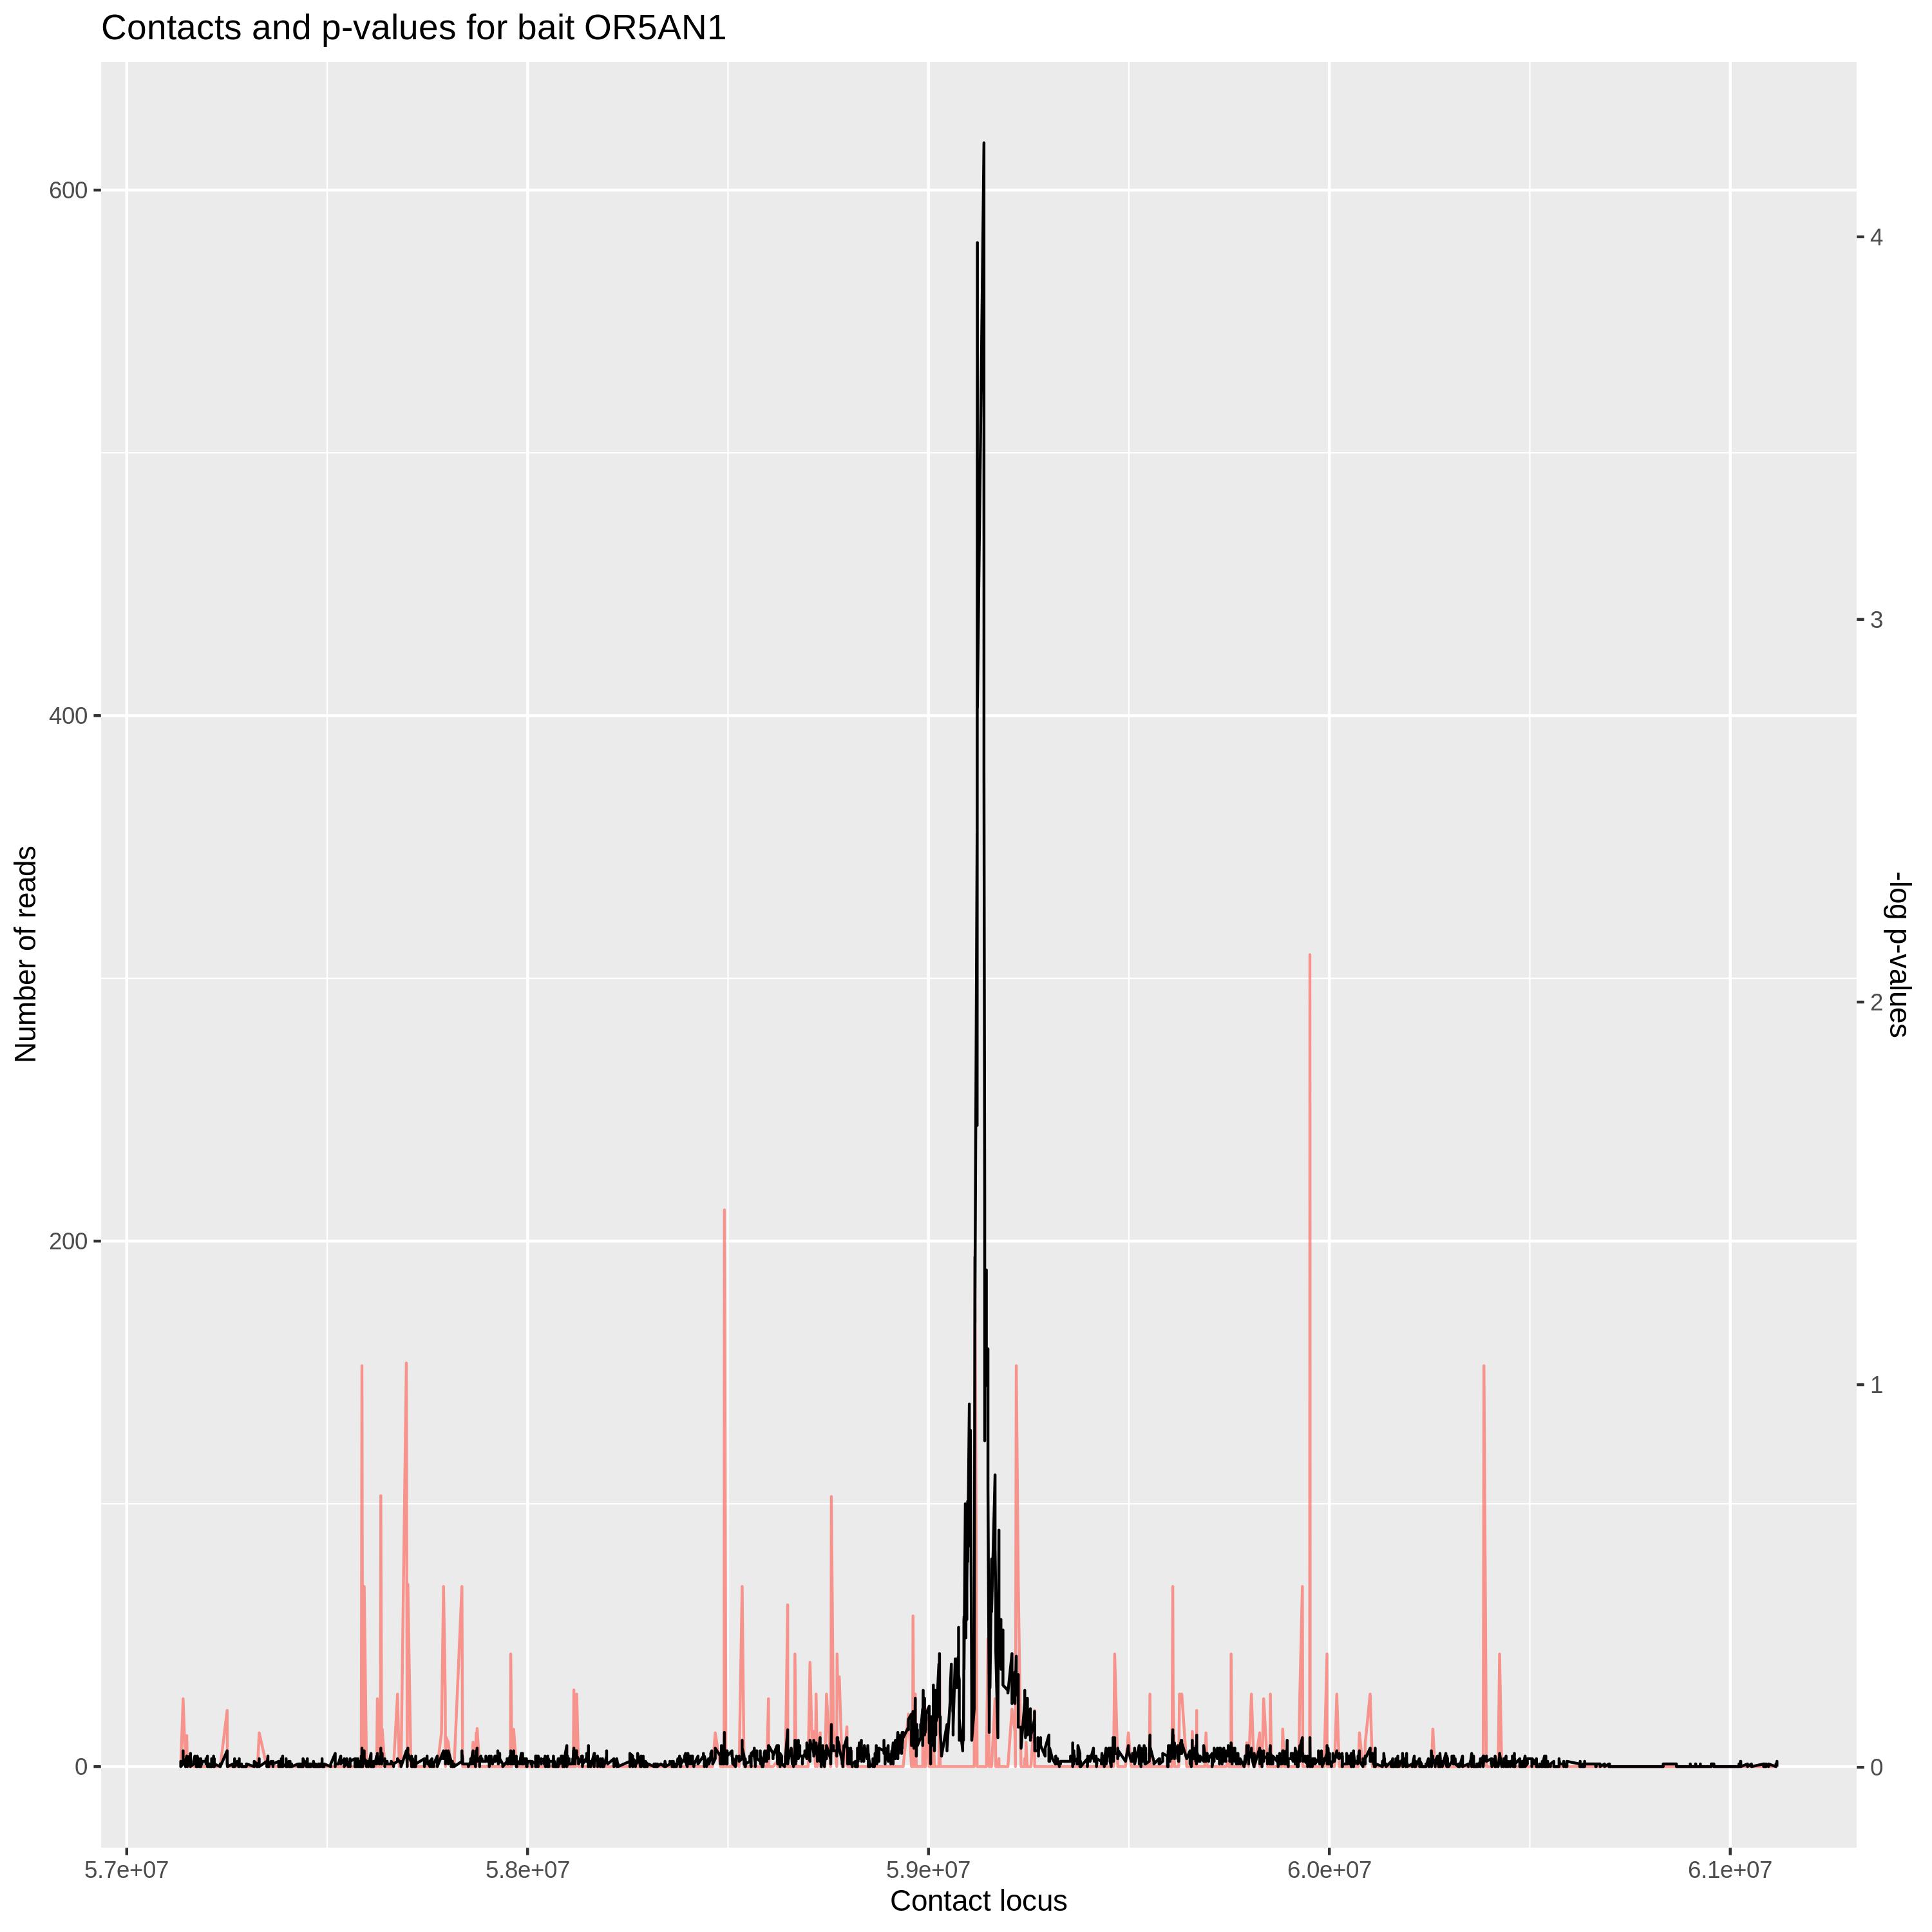 Contacts and p-values for bait OR5AN1
600
400
200
0
Number of reads
4
3
2
1
0
-log p-values
5.7e+07
5.8e+07
5.9e+07
6.0e+07
6.1e+07
Contact locus